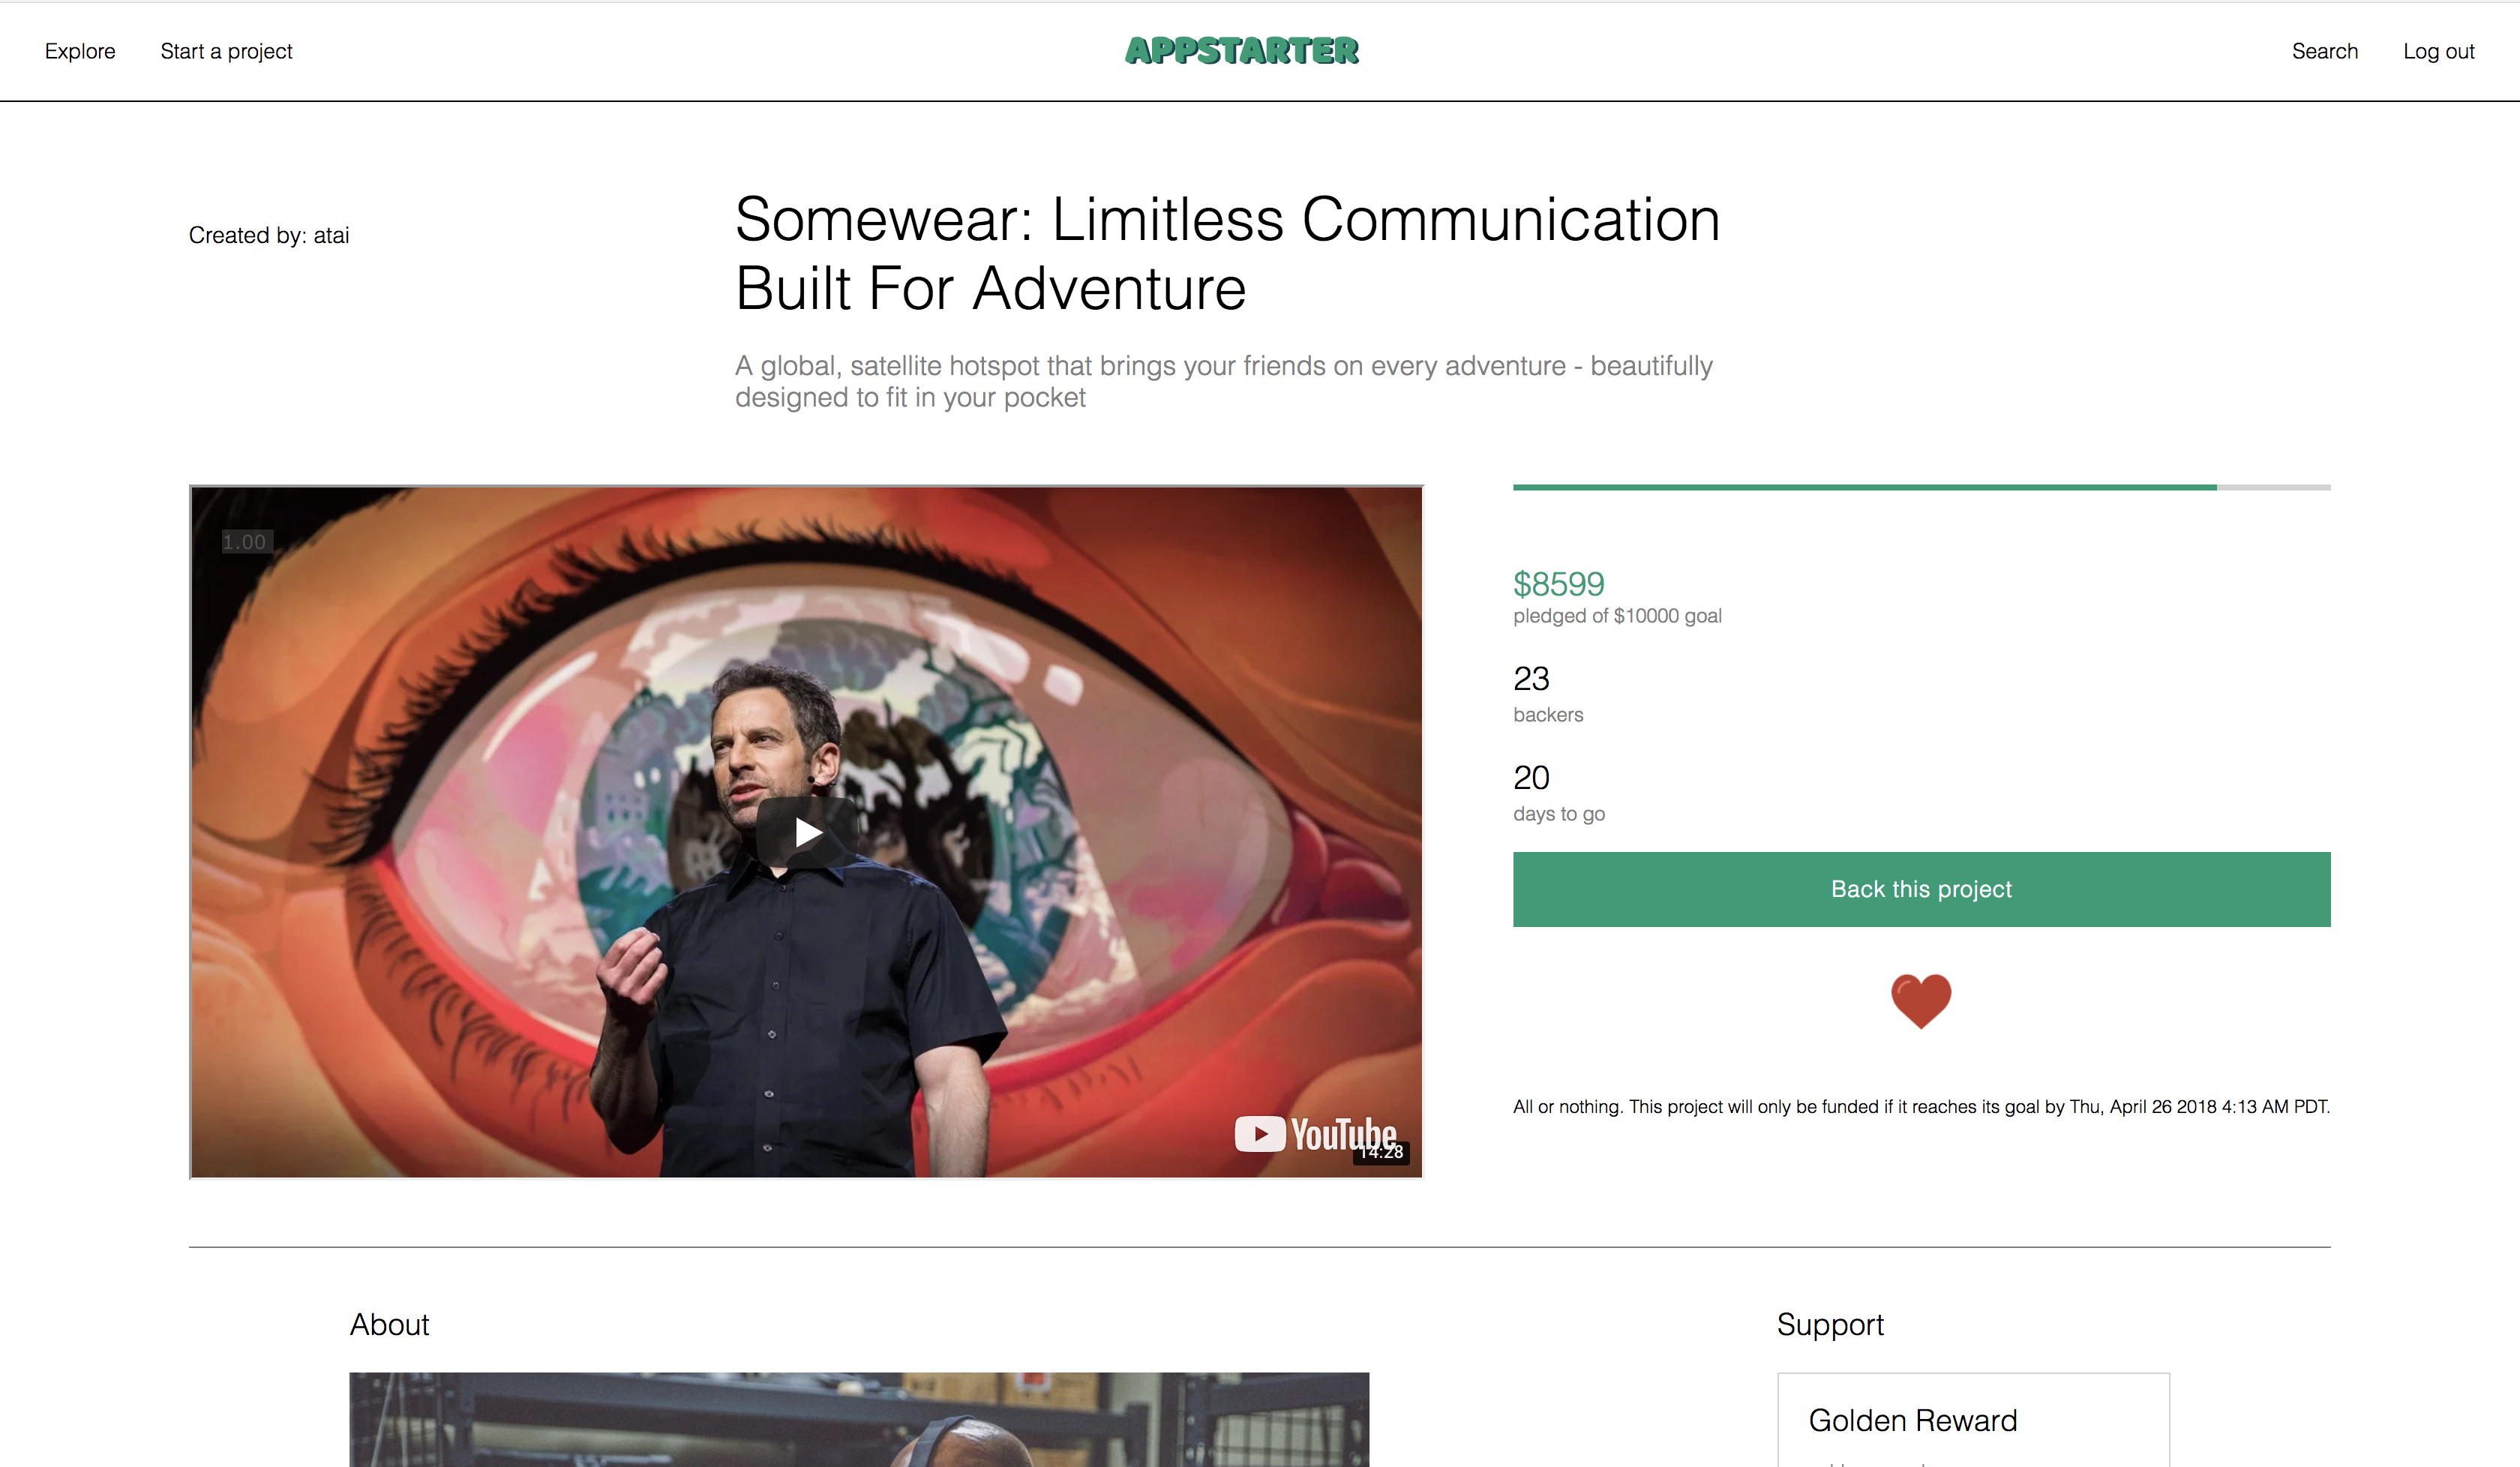 Explore
Start a project
APPSTARTER
Search
Log out
Created by: atai
Somewear: Limitless Communication
Built For Adventure
A global, satellite hotspot that brings your friends on every adventure - beautifully
designed to fit in your pocket
1.00
YouTube
14:28
$8599
pledged of $10000 goal
23
backers
20
days to go
Back this project
All or nothing. This project will only be funded if it reaches its goal by Thu, April 26 2018 4:13 AM PDT.
About
Support
Golden Reward